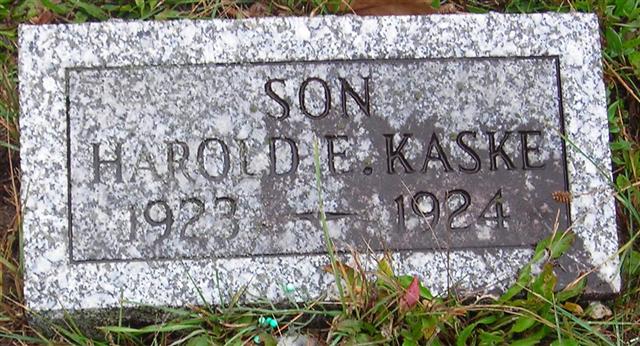 SON
HAROLD E. KASKE
1923 — 1924